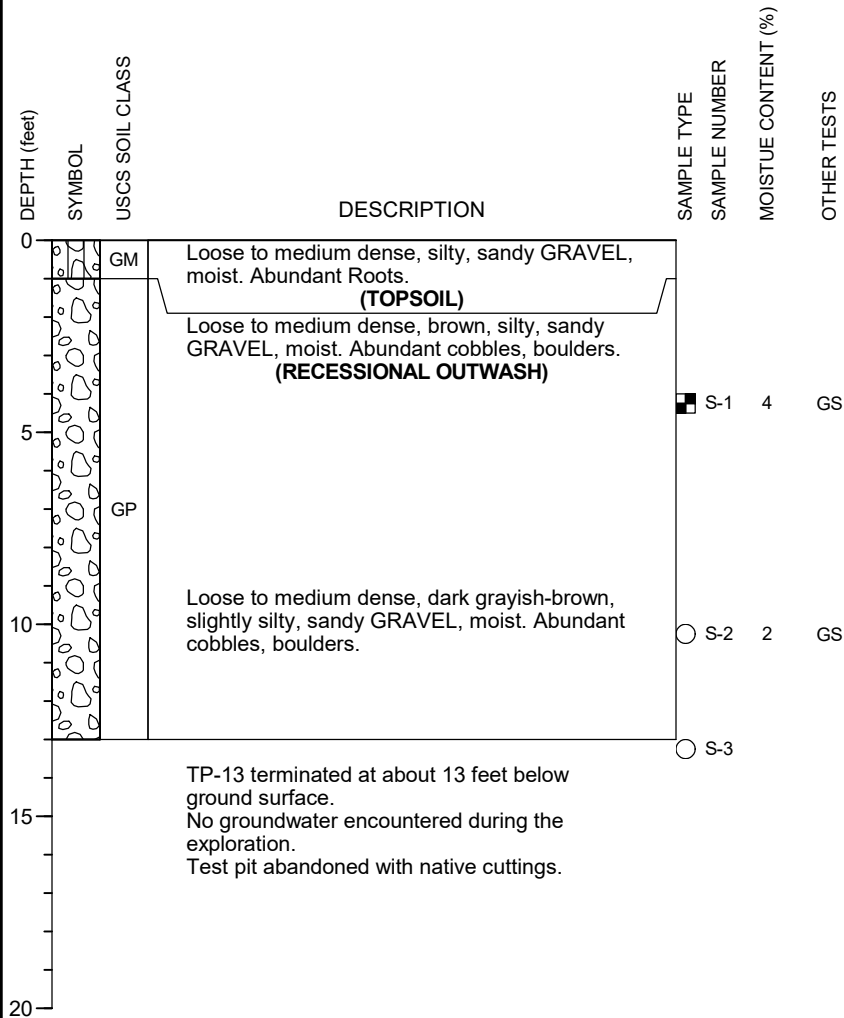 DEPTH (feet)
SYMBOL
USCS SOIL CLASS
DESCRIPTION
SAMPLE TYPE
SAMPLE NUMBER
MOISTUE CONTENT (%)
OTHER TESTS
0
GM
Loose to medium dense, silty, sandy GRAVEL,
moist. Abundant Roots.
(TOPSOIL)
Loose to medium dense, brown, silty, sandy
GRAVEL, moist. Abundant cobbles, boulders.
(RECESSIONAL OUTWASH)
S-1 4 GS
5
GP
Loose to medium dense, dark grayish-brown,
slightly silty, sandy GRAVEL, moist. Abundant
cobbles, boulders.
10
S-2 2 GS
S-3
TP-13 terminated at about 13 feet below
ground surface.
No groundwater encountered during the
exploration.
Test pit abandoned with native cuttings.
15
20